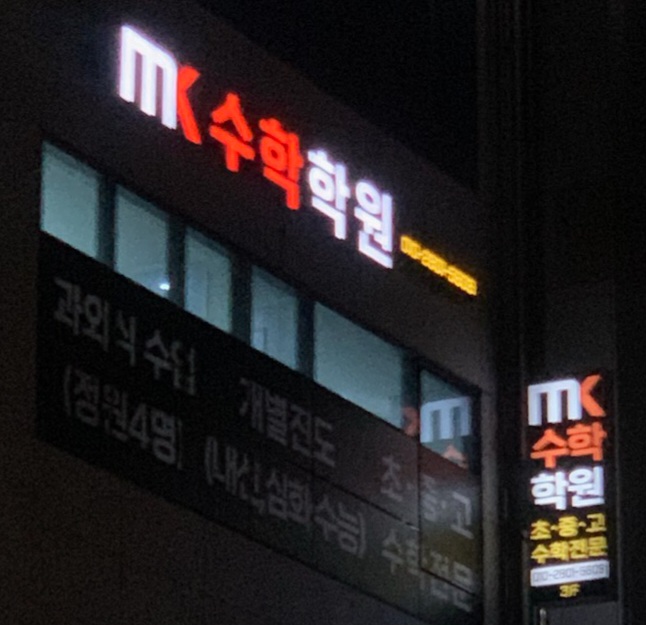 mk수학학원
과외식 수업 개별진도 초·중·고
(정원4명) (내신,심화,수능) 수학전문
mk
수학
학원
초·중·고
수학전문
3F